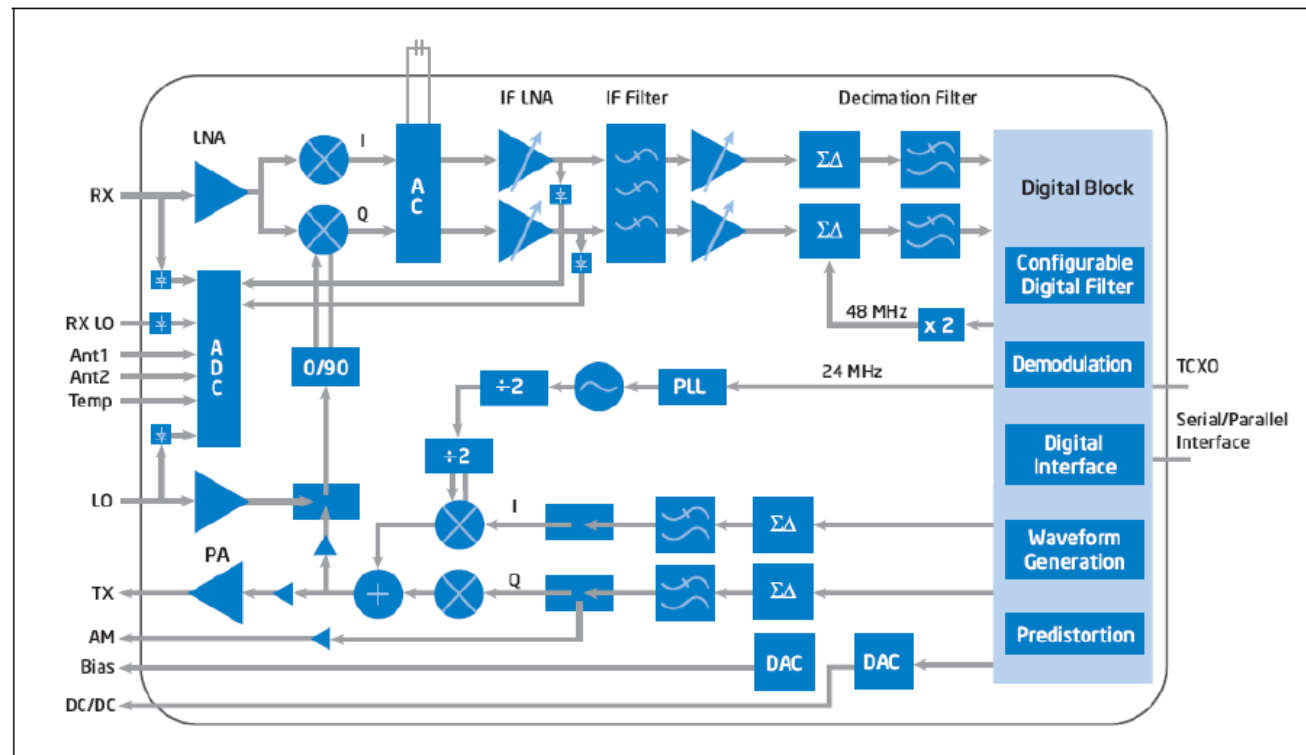 IF LNA
IF Filter
Decimation Filter
LNA
I
RX
Q
A
C
ΣΔ
ΣΔ
Digital Block
Configurable
Digital Filter
48 MHz
x 2
RX LO
Ant1
Ant2
Temp
A
D
C
0/90
÷2
PLL
24 MHz
Demodulation
TCXO
Serial/Parallel
Interface
÷2
Digital
Interface
LO
I
ΣΔ
Waveform
Generation
PA
TX
+
Q
ΣΔ
AM
Predistortion
Bias
DAC
DAC
DC/DC